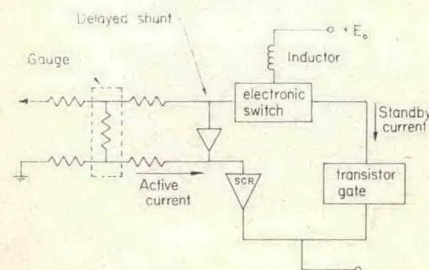 Delayed shunt
+ E₀
Inductor
Gauge
electronic
switch
Standby
current
Active
current
SCR
transistor
gate